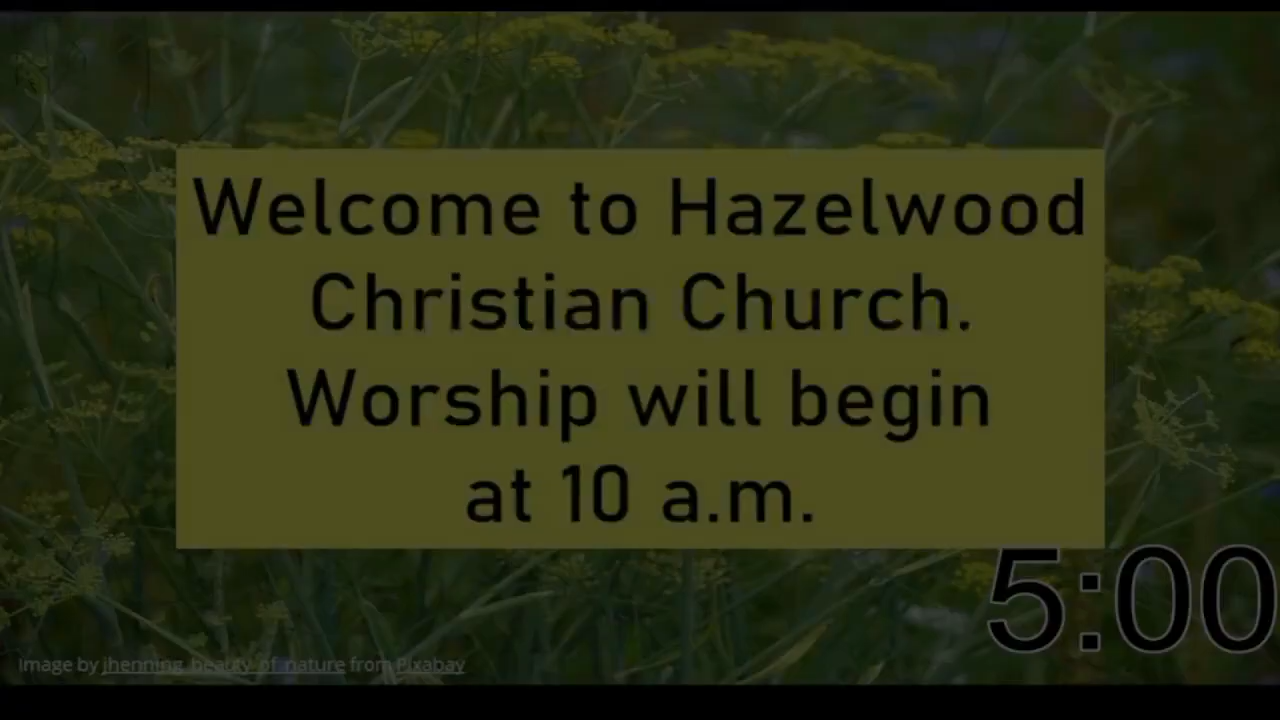 Welcome to Hazelwood
Christian Church.
Worship will begin
at 10 a.m.
5:00
Image by jhenning_beauty_of_nature from Pixabay